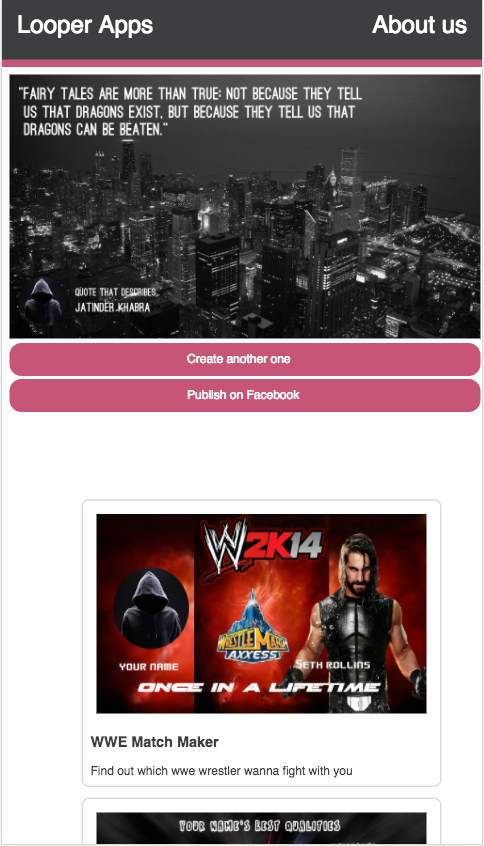 Looper Apps
About us
"FAIRY TALES ARE MORE THAN TRUE: NOT BECAUSE THEY TELL
US THAT DRAGONS EXIST, BUT BECAUSE THEY TELL US THAT
DRAGONS CAN BE BEATEN."
QUOTE THAT DESCRIBES
JATINDER KHABRA
Create another one
Publish on Facebook
W 2K14
WRESTLEMANIA
AXXESS
YOUR NAME
SETH ROLLINS
ONCE IN A LIFETIME
WWE Match Maker
Find out which wwe wrestler wanna fight with you
YOUR NAME'S BEST QUALITIES